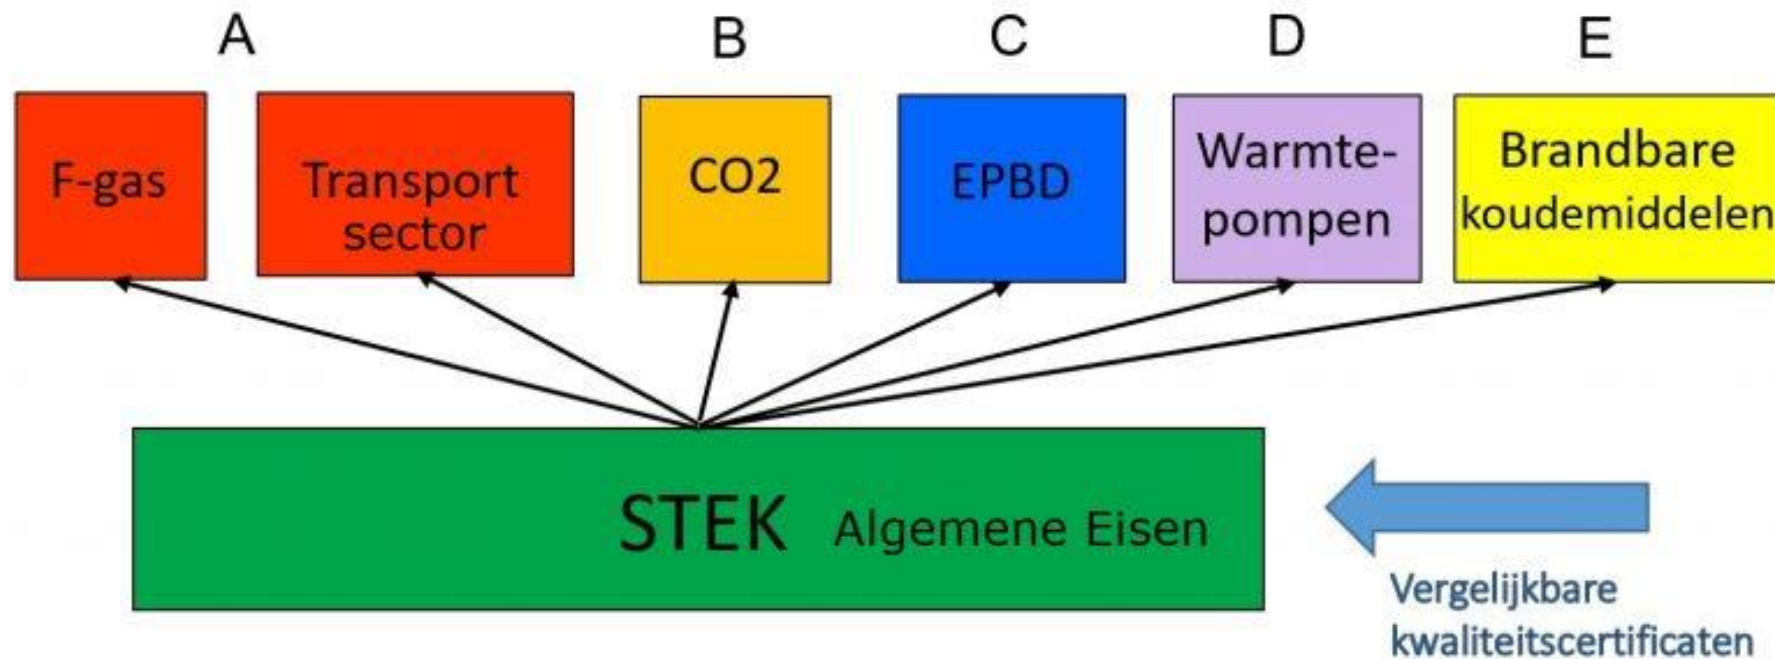 A B C D E
F-gas
Transport
sector
CO2
EPBD
Warmte-
pompen
Brandbare
koudemiddelen
STEK Algemene Eisen
Vergelijkbare
kwaliteitscertificaten